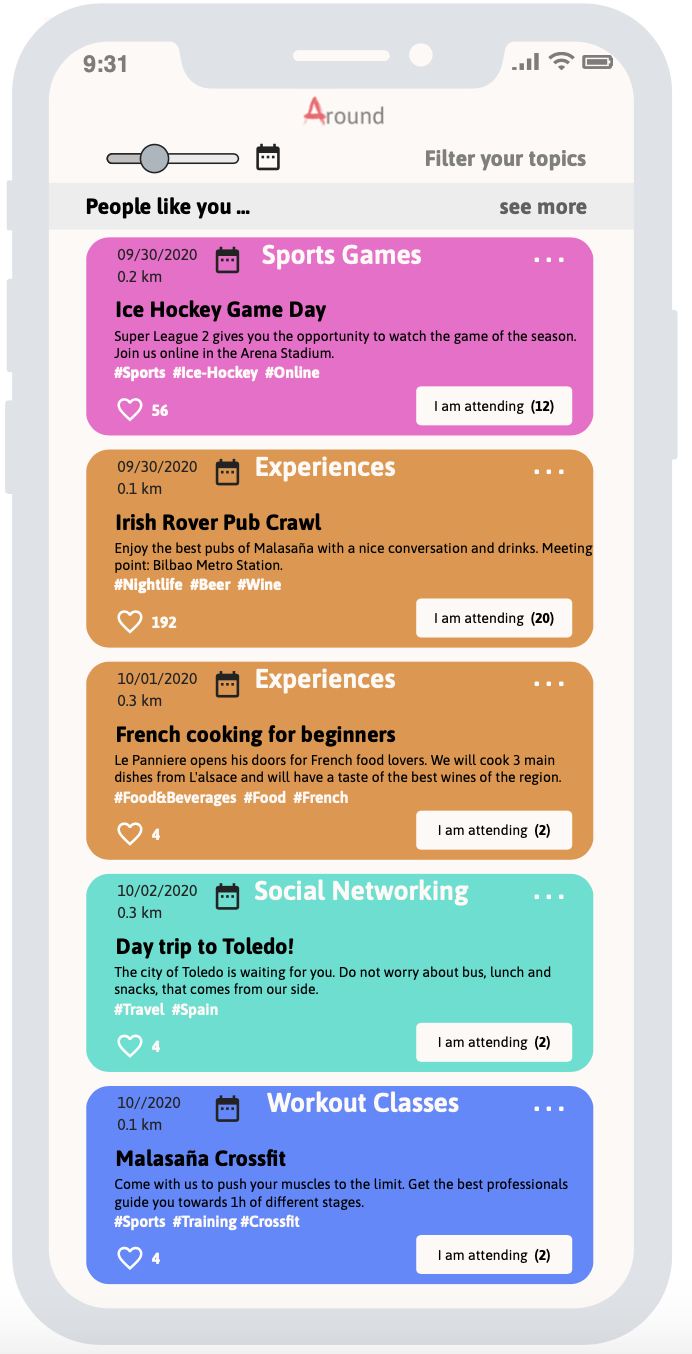 9:31
Around
Filter your topics
People like you ... see more
09/30/2020 Sports Games ...
0.2 km
Ice Hockey Game Day
Super League 2 gives you the opportunity to watch the game of the season.
Join us online in the Arena Stadium.
#Sports #Ice-Hockey #Online
56 I am attending (12)
09/30/2020 Experiences ...
0.1 km
Irish Rover Pub Crawl
Enjoy the best pubs of Malasaña with a nice conversation and drinks. Meeting
point: Bilbao Metro Station.
#Nightlife #Beer #Wine
192 I am attending (20)
10/01/2020 Experiences ...
0.3 km
French cooking for beginners
Le Panniere opens his doors for French food lovers. We will cook 3 main
dishes from L'alsace and will have a taste of the best wines of the region.
#Food&Beverages #Food #French
4 I am attending (2)
10/02/2020 Social Networking ...
0.3 km
Day trip to Toledo!
The city of Toledo is waiting for you. Do not worry about bus, lunch and
snacks, that comes from our side.
#Travel #Spain
4 I am attending (2)
10//2020 Workout Classes ...
0.1 km
Malasaña Crossfit
Come with us to push your muscles to the limit. Get the best professionals
guide you towards 1h of different stages.
#Sports #Training #Crossfit
4 I am attending (2)